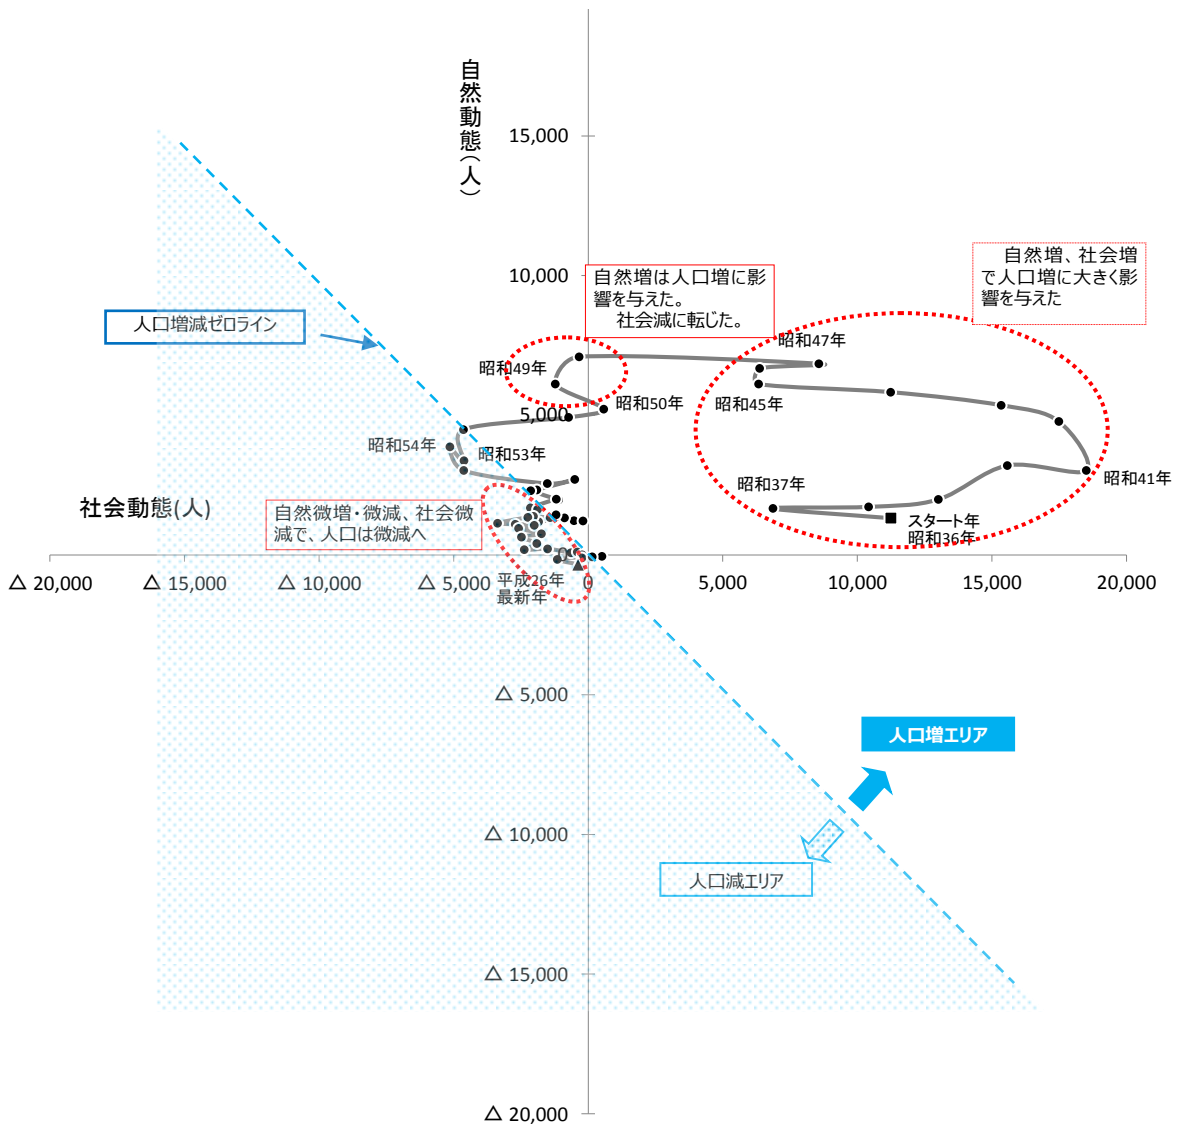 自然動態(人)
15,000
10,000
自然増は人口増に影
響を与えた。
社会減に転じた。
自然増、社会増
で人口増に大きく影
響を与えた
人口増減ゼロライン
昭和47年
昭和49年
昭和50年
昭和45年
5,000
昭和54年
昭和53年
昭和41年
昭和37年
社会動態(人)
自然微増・微減、社会微
減で、人口は微減へ
スタート年
昭和36年
0
平成26年
最新年
△ 20,000
△ 15,000
△ 10,000
△ 5,000
0
5,000
10,000
15,000
20,000
△ 5,000
人口増エリア
△ 10,000
人口減エリア
△ 15,000
△ 20,000